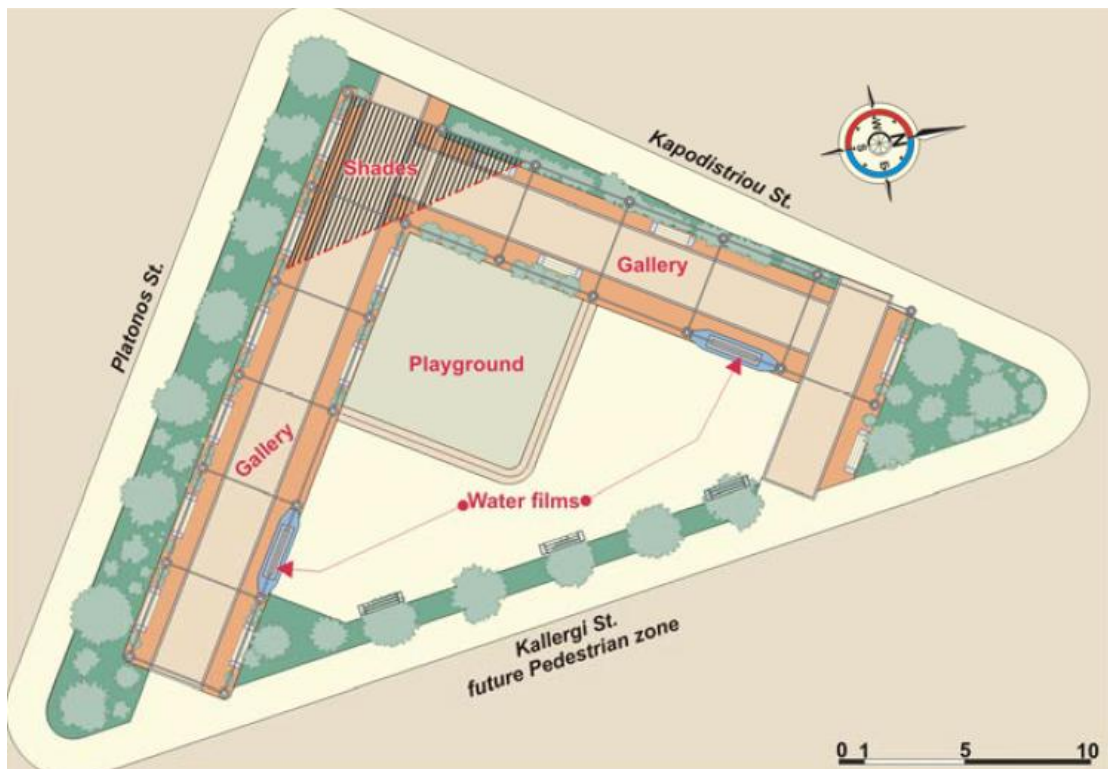 Kapodistriou St.
Shades
Gallery
Platonos St.
Playground
Gallery
Water films
Kallergi St.
future Pedestrian zone
N
0 1 5 10